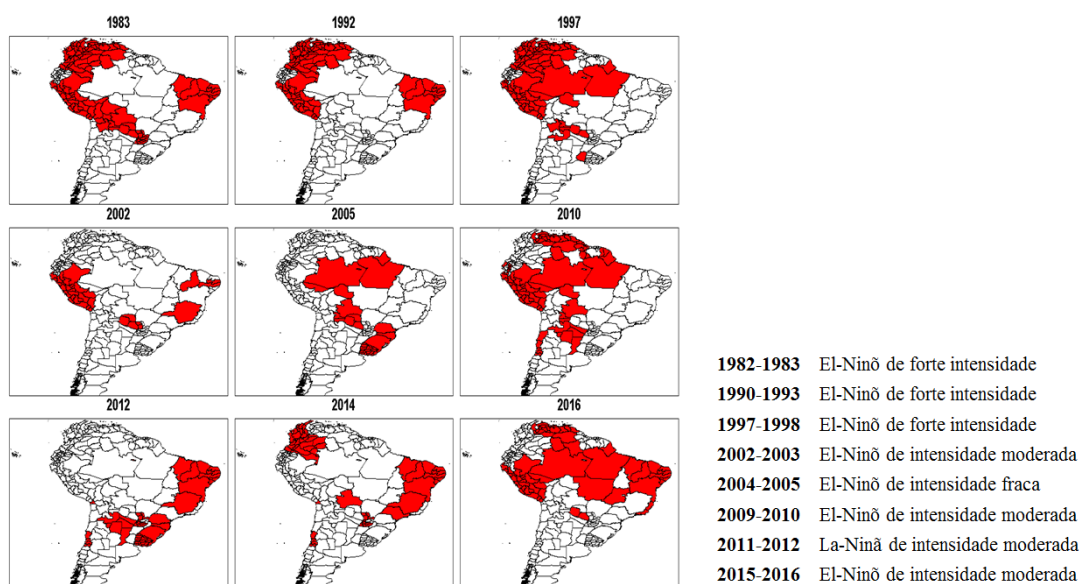 1983
1992
1997
2002
2005
2010
2012
2014
2016
1982-1983 El-Ninõ de forte intensidade
1990-1993 El-Ninõ de forte intensidade
1997-1998 El-Ninõ de forte intensidade
2002-2003 El-Ninõ de intensidade moderada
2004-2005 El-Ninõ de intensidade fraca
2009-2010 El-Ninõ de intensidade moderada
2011-2012 La-Ninã de intensidade moderada
2015-2016 El-Ninõ de intensidade moderada